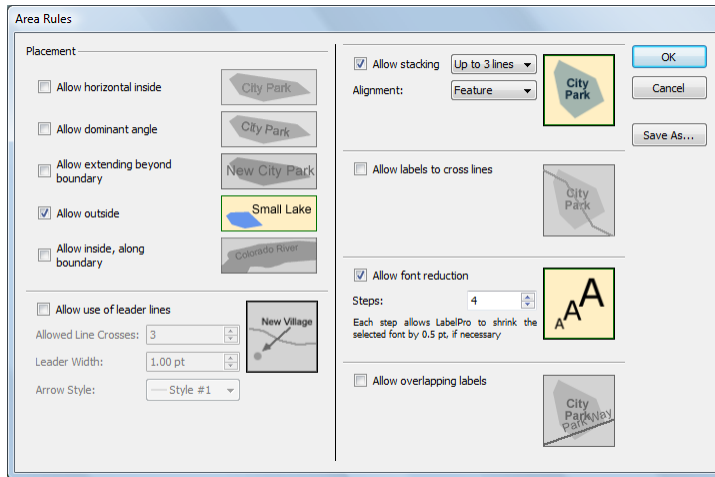 Area Rules
Placement
Allow horizontal inside
City Park
Allow dominant angle
City Park
Allow extending beyond
boundary
New City Park
Allow outside
Small Lake
Allow inside, along
boundary
Colorado River
Allow use of leader lines
New Village
Allowed Line Crosses:
3
Leader Width:
1.00 pt
Arrow Style:
Style #1
Allow stacking
Up to 3 lines
Alignment:
Feature
City
Park
Allow labels to cross lines
City
Park
Allow font reduction
Steps:
4
Each step allows LabelPro to shrink the
selected font by 0.5 pt, if necessary
A A A
Allow overlapping labels
City
Park
Park Way
OK
Cancel
Save As...